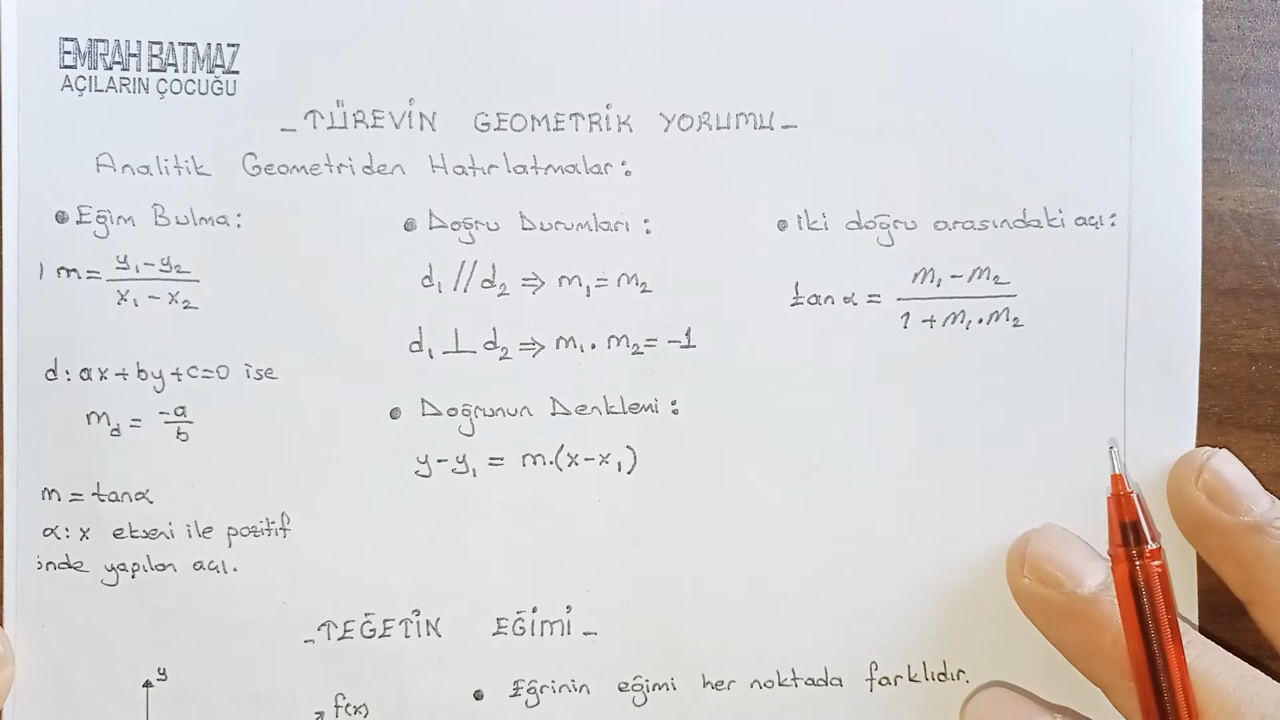 EMRAH BATMAZ
AÇILARIN ÇOCUĞU
-TÜREVİN GEOMETRİK YORUMU-
Analitik Geometriden Hatırlatmalar:
• Eğim Bulma:
m = (y₁-y₂)/(x₁-x₂)
d: ax+by+c=0 ise
m_d = -a/b
m = tanα
α: x ekseni ile pozitif
önde yapılan açı.
• Doğru Durumları:
d₁ // d₂ ⇒ m₁ = m₂
d₁ ⊥ d₂ ⇒ m₁ . m₂ = -1
• Doğrunun Denklemi:
y-y₁ = m.(x-x₁)
• İki doğru arasındaki açı:
tanα = (m₁-m₂)/(1+m₁.m₂)
-TEĞETİN EĞİMİ-
y
f(x)
• Eğrinin eğimi her noktada farklıdır.